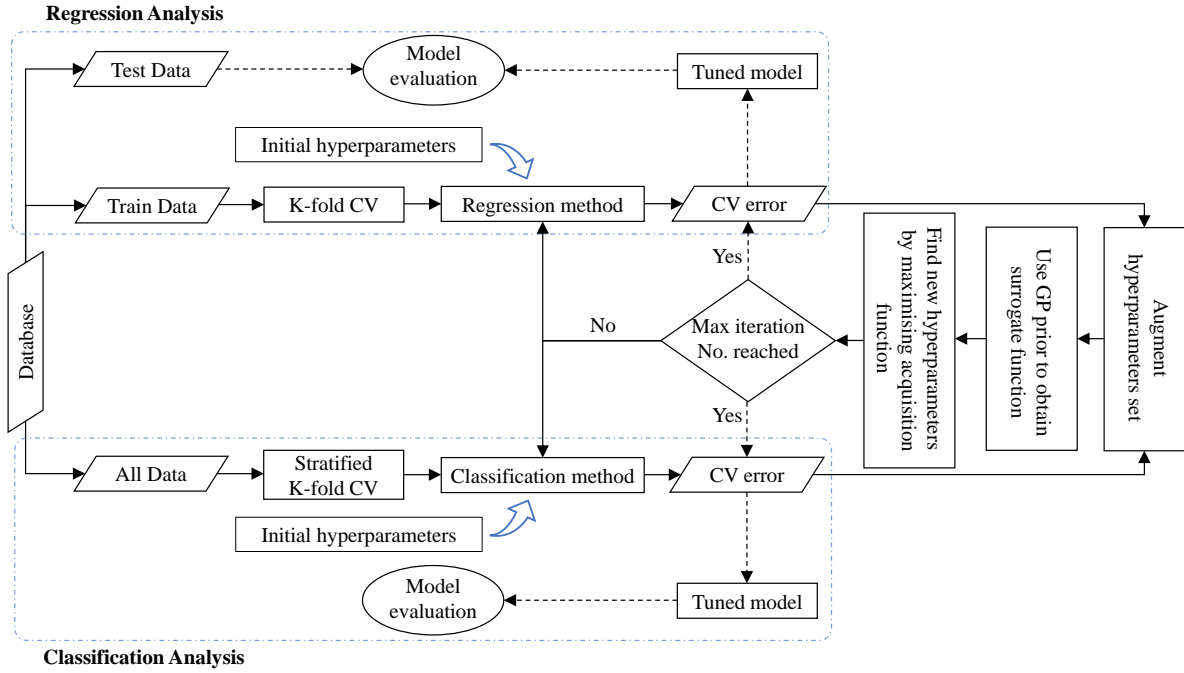 Regression Analysis
Test Data
Model
evaluation
Tuned model
Initial hyperparameters
Train Data
K-fold CV
Regression method
CV error
Yes
Database
No
Max iteration
No. reached
Find new hyperparameters
by maximising acquisition
function
Use GP prior to obtain
surrogate function
Augment
hyperparameters set
Yes
All Data
Stratified
K-fold CV
Classification method
CV error
Initial hyperparameters
Model
evaluation
Tuned model
Classification Analysis